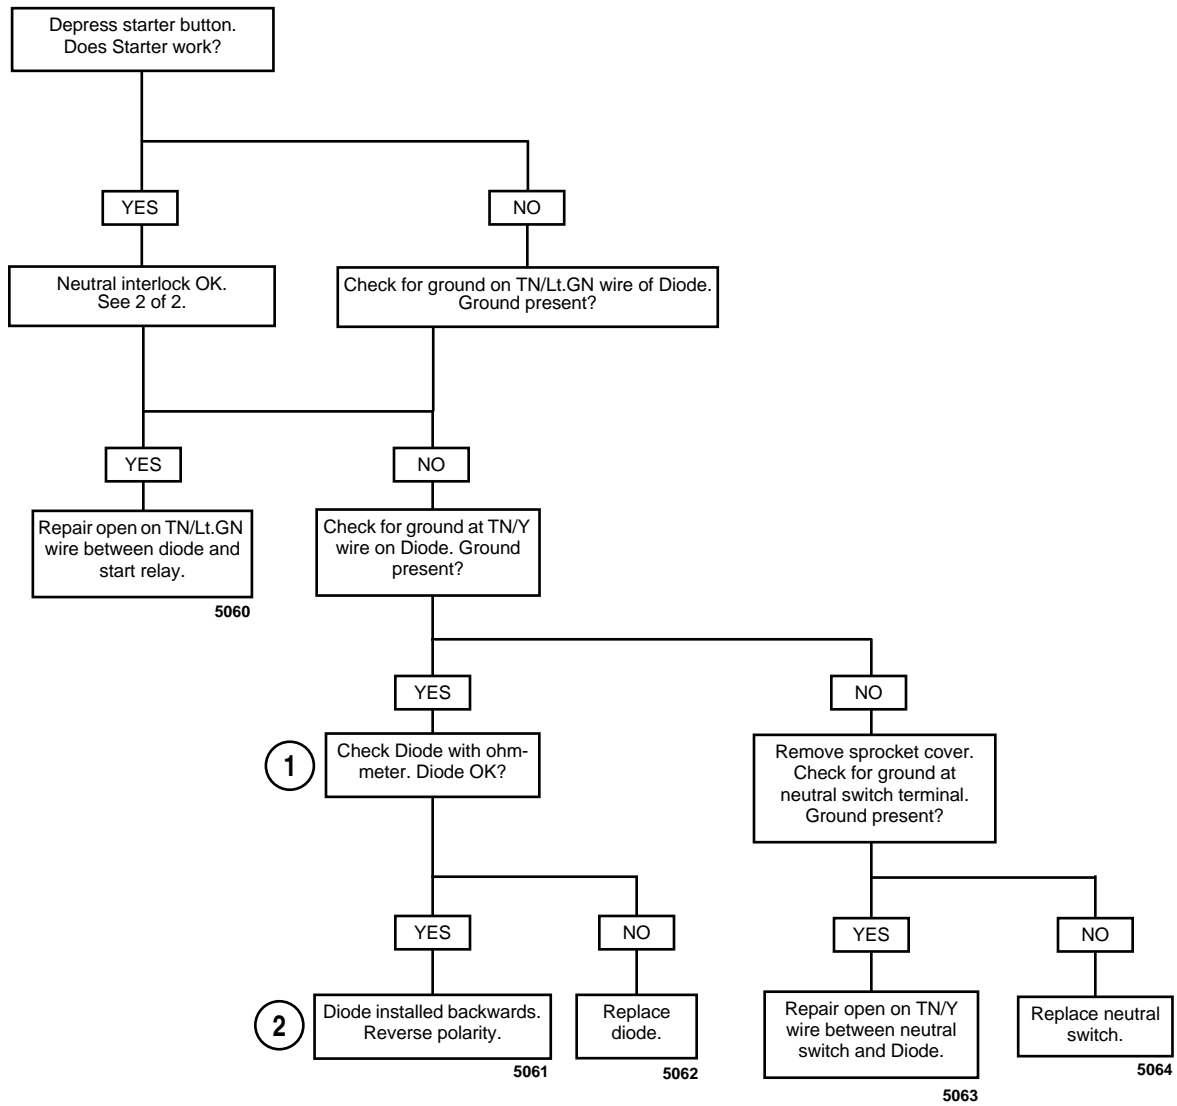 Depress starter button.
Does Starter work?
YES
NO
Neutral interlock OK.
See 2 of 2.
Check for ground on TN/Lt.GN wire of Diode.
Ground present?
YES
NO
Repair open on TN/Lt.GN
wire between diode and
start relay.
5060
Check for ground at TN/Y
wire on Diode. Ground
present?
YES
NO
1
Check Diode with ohm-
meter. Diode OK?
Remove sprocket cover.
Check for ground at
neutral switch terminal.
Ground present?
YES
NO
YES
NO
2
Diode installed backwards.
Reverse polarity.
5061
Replace
diode.
5062
Repair open on TN/Y
wire between neutral
switch and Diode.
5063
Replace neutral
switch.
5064